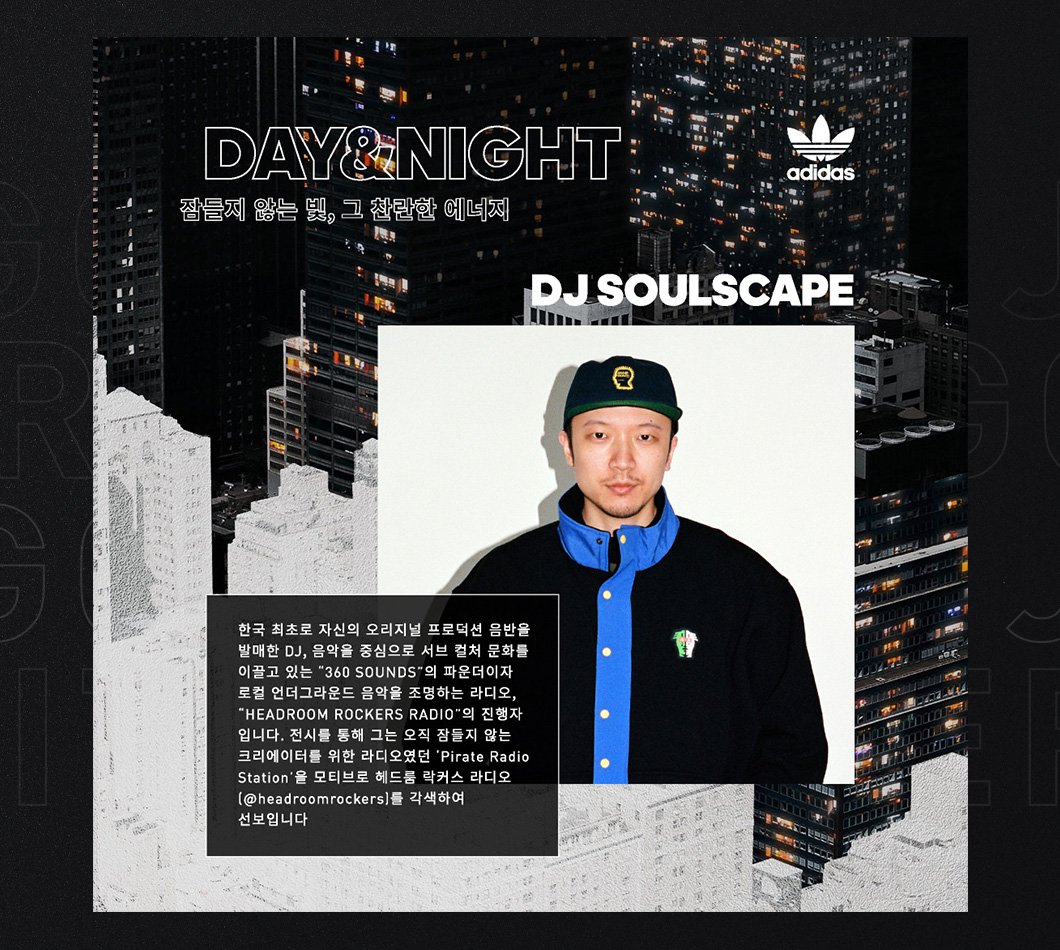 DAY&NIGHT
잠들지 않는 빛, 그 찬란한 에너지
adidas
DJ SOULSCAPE
한국 최초로 자신의 오리지널 프로덕션 음반을
발매한 DJ, 음악을 중심으로 서브 컬처 문화를
이끌고 있는 “360 SOUNDS”의 파운더이자
로컬 언더그라운드 음악을 조명하는 라디오,
“HEADROOM ROCKERS RADIO”의 진행자
입니다. 전시를 통해 그는 오직 잠들지 않는
크리에이터를 위한 라디오였던 ‘Pirate Radio
Station’을 모티브로 헤드룸 락커스 라디오
(@headroomrockers)를 각색하여
선보입니다